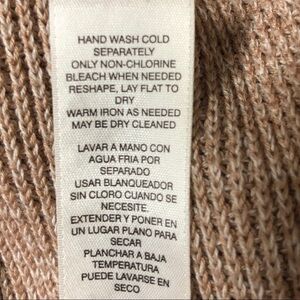 HAND WASH COLD
SEPARATELY
ONLY NON-CHLORINE
BLEACH WHEN NEEDED
RESHAPE, LAY FLAT TO
DRY
WARM IRON AS NEEDED
MAY BE DRY CLEANED
LAVAR A MANO CON
AGUA FRIA POR
SEPARADO
USAR BLANQUEADOR
SIN CLORO CUANDO SE
NECESITE.
EXTENDER Y PONER EN
UN LUGAR PLANO PARA
SECAR
PLANCHAR A BAJA
TEMPERATURA
PUEDE LAVARSE EN
SECO